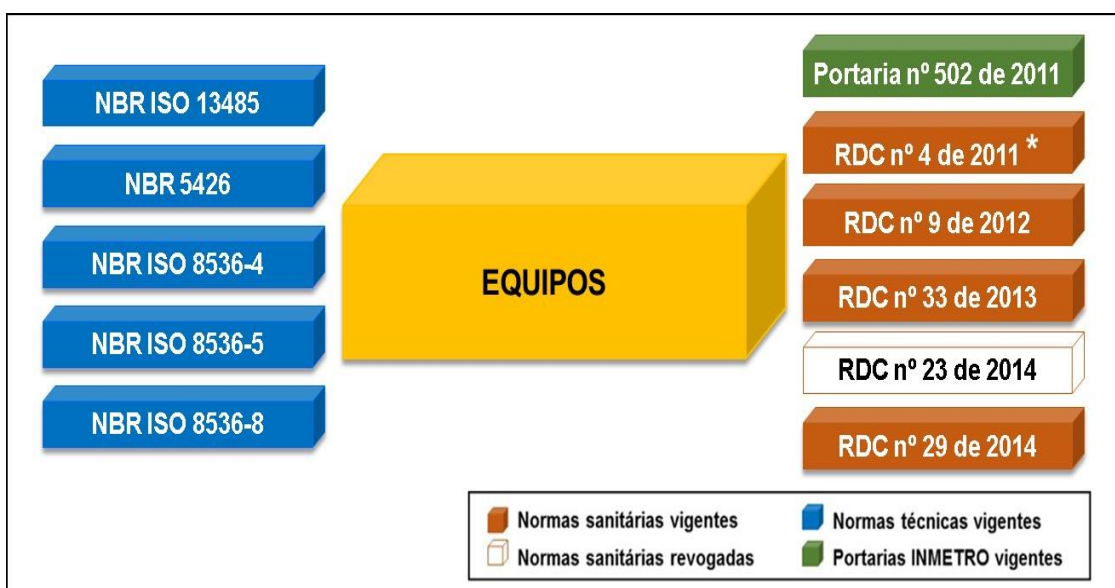 NBR ISO 13485
NBR 5426
NBR ISO 8536-4
NBR ISO 8536-5
NBR ISO 8536-8
EQUIPOS
Portaria nº 502 de 2011
RDC nº 4 de 2011 *
RDC nº 9 de 2012
RDC nº 33 de 2013
RDC nº 23 de 2014
RDC nº 29 de 2014
Normas sanitárias vigentes
Normas técnicas vigentes
Normas sanitárias revogadas
Portarias INMETRO vigentes